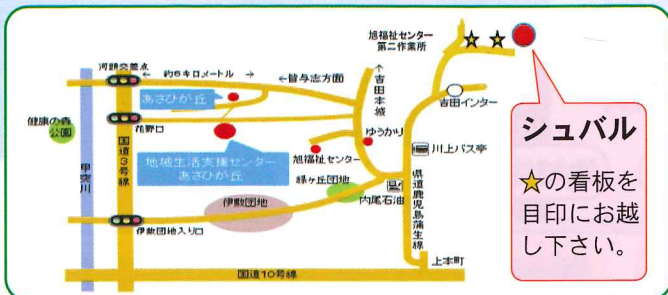 旭福祉センター
第二作業所
河頭交差点
← 約6キロメートル →
←皆与志方面
あさひが丘
↑吉田本城
吉田インター
健康の森
公園
花野口
ゆうかり
シュバル
地域生活支援センター
あさひが丘
旭福祉センター
川上バス亭
甲突川
国道3号線
緑ヶ丘団地
☆の看板を
目印にお越
し下さい。
伊敷団地
内尾石油
県道鹿児島蒲生線
伊敷団地入り口
上本町
国道10号線